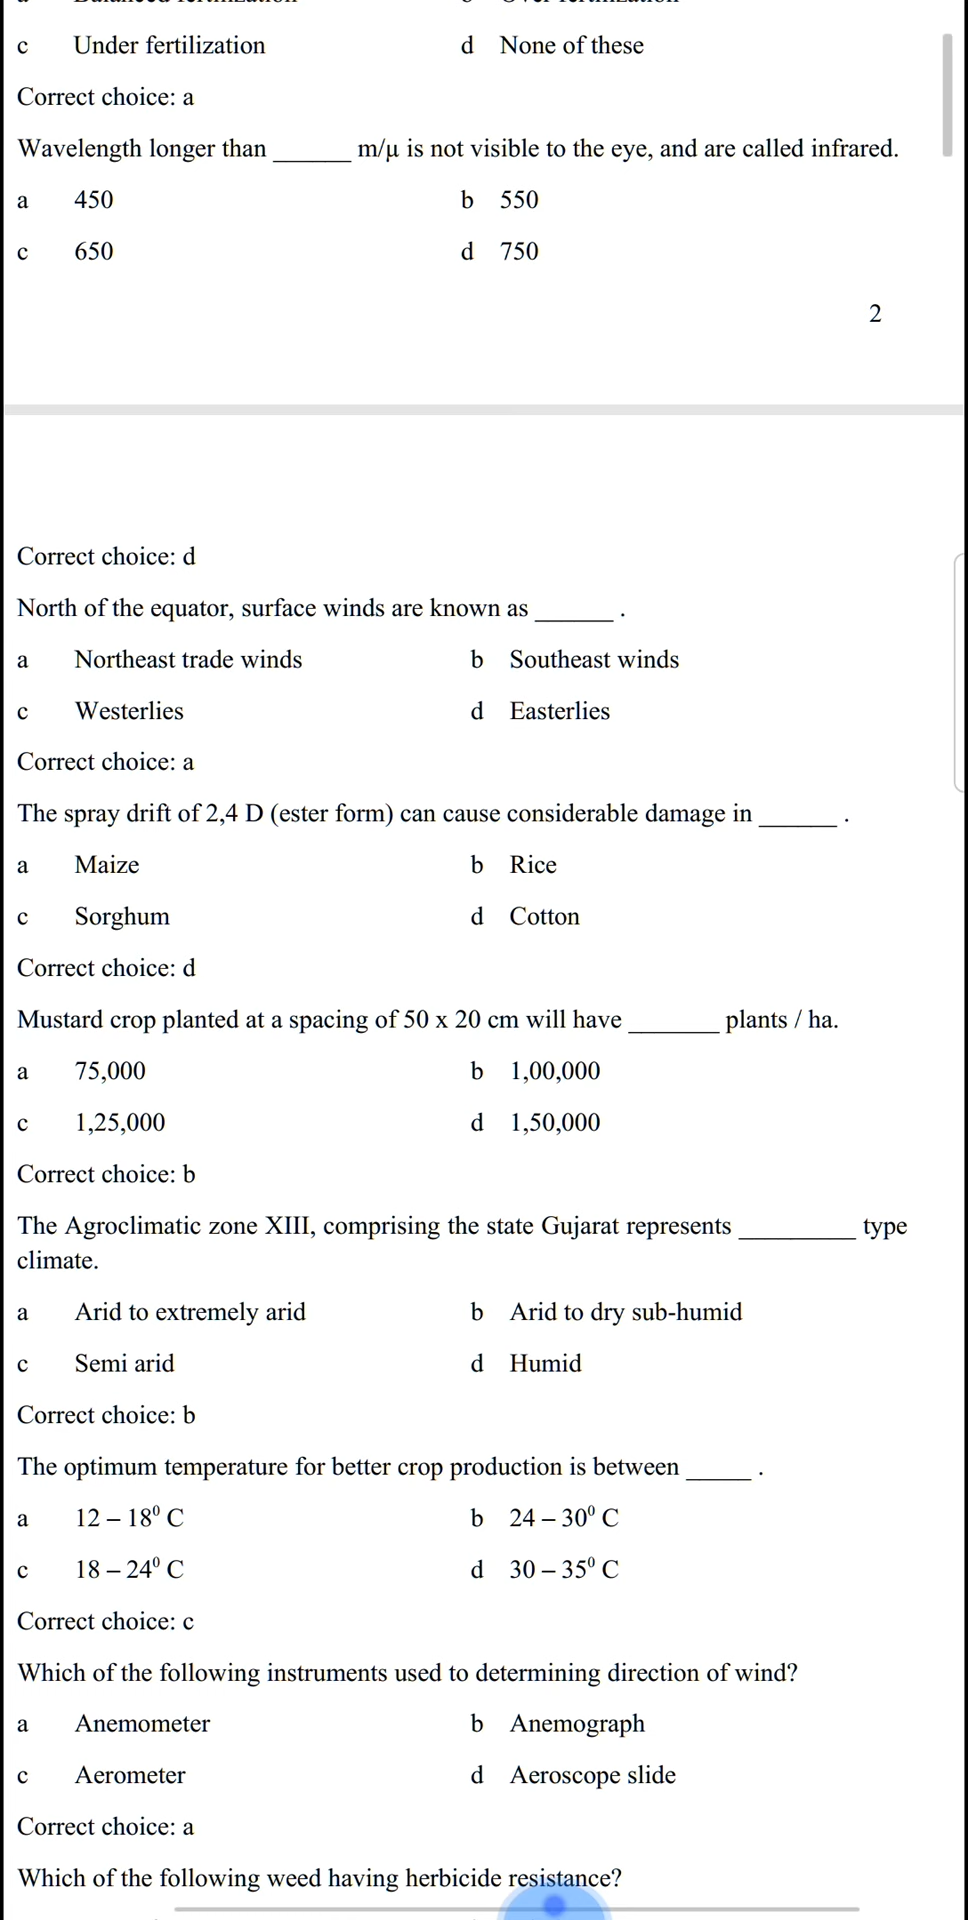 c Under fertilization d None of these
Correct choice: a
Wavelength longer than ______ m/μ is not visible to the eye, and are called infrared.
a 450 b 550
c 650 d 750
2
Correct choice: d
North of the equator, surface winds are known as ______ .
a Northeast trade winds b Southeast winds
c Westerlies d Easterlies
Correct choice: a
The spray drift of 2,4 D (ester form) can cause considerable damage in ______ .
a Maize b Rice
c Sorghum d Cotton
Correct choice: d
Mustard crop planted at a spacing of 50 x 20 cm will have _______ plants / ha.
a 75,000 b 1,00,000
c 1,25,000 d 1,50,000
Correct choice: b
The Agroclimatic zone XIII, comprising the state Gujarat represents _________ type
climate.
a Arid to extremely arid b Arid to dry sub-humid
c Semi arid d Humid
Correct choice: b
The optimum temperature for better crop production is between _____ .
a 12 – 18⁰ C b 24 – 30⁰ C
c 18 – 24⁰ C d 30 – 35⁰ C
Correct choice: c
Which of the following instruments used to determining direction of wind?
a Anemometer b Anemograph
c Aerometer d Aeroscope slide
Correct choice: a
Which of the following weed having herbicide resistance?